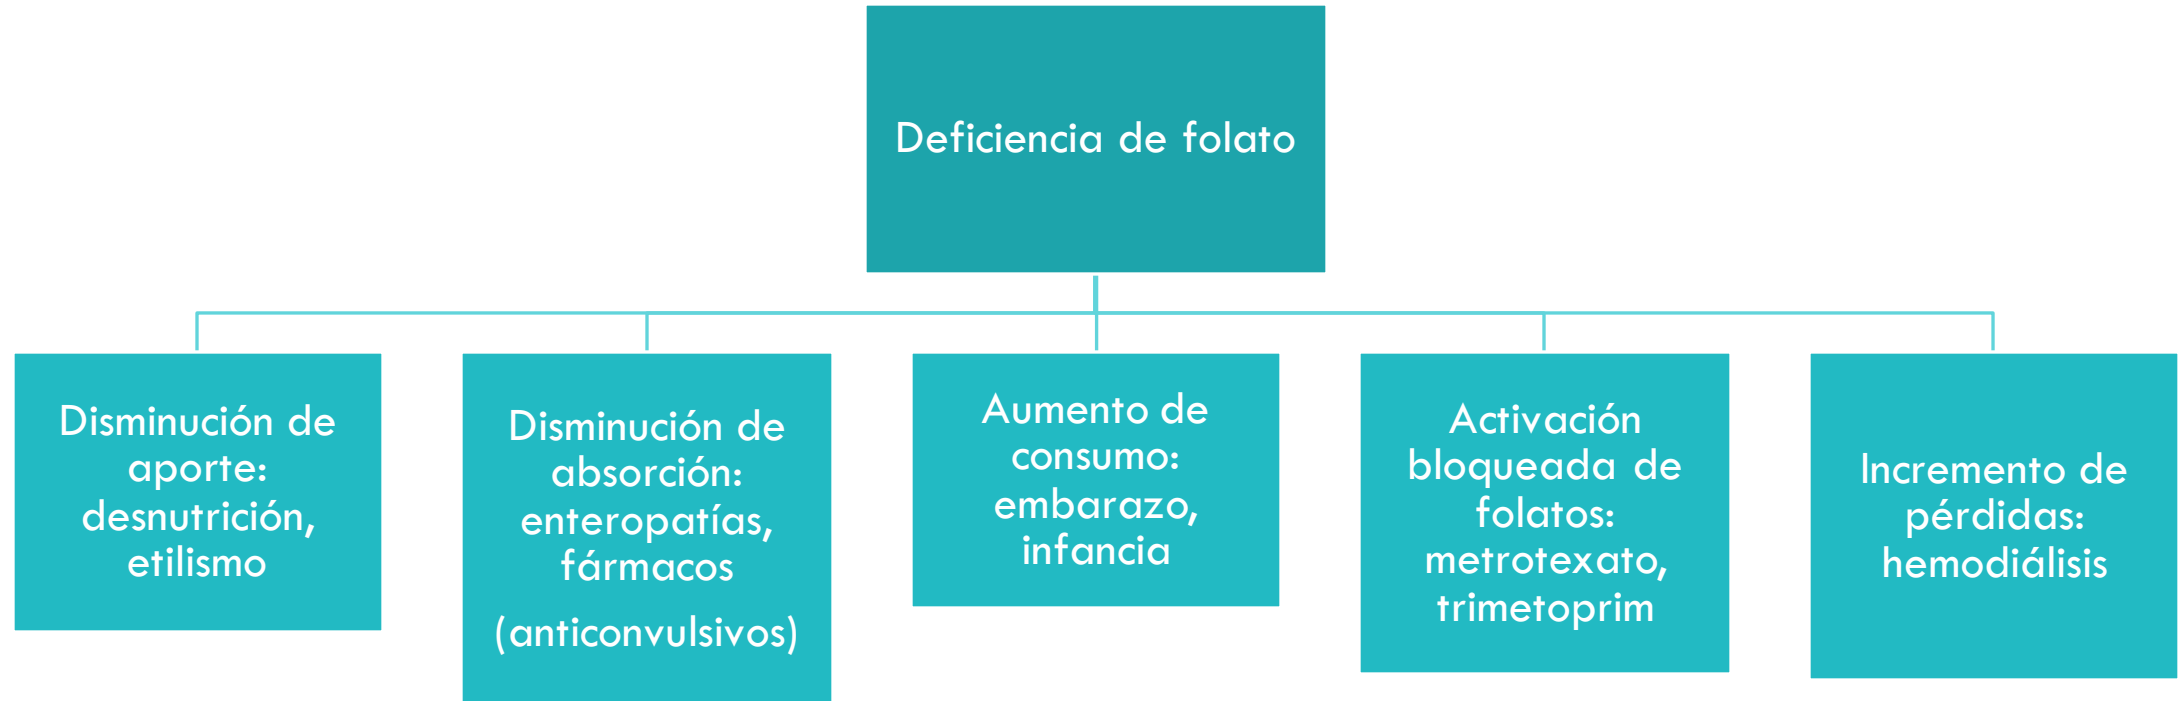 Deficiencia de folato
Disminución de
aporte:
desnutrición,
etilismo
Disminución de
absorción:
enteropatías,
fármacos
(anticonvulsivos)
Aumento de
consumo:
embarazo,
infancia
Activación
bloqueada de
folatos:
metrotexato,
trimetoprim
Incremento de
pérdidas:
hemodiálisis